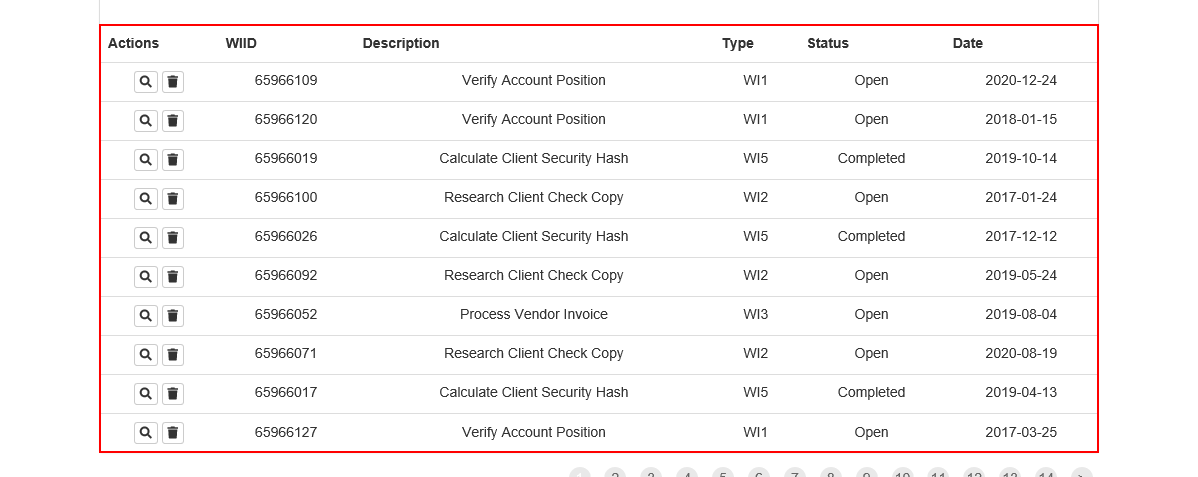 Actions WIID Description Type Status Date
65966109 Verify Account Position WI1 Open 2020-12-24
65966120 Verify Account Position WI1 Open 2018-01-15
65966019 Calculate Client Security Hash WI5 Completed 2019-10-14
65966100 Research Client Check Copy WI2 Open 2017-01-24
65966026 Calculate Client Security Hash WI5 Completed 2017-12-12
65966092 Research Client Check Copy WI2 Open 2019-05-24
65966052 Process Vendor Invoice WI3 Open 2019-08-04
65966071 Research Client Check Copy WI2 Open 2020-08-19
65966017 Calculate Client Security Hash WI5 Completed 2019-04-13
65966127 Verify Account Position WI1 Open 2017-03-25
2 3 4 5 6 7 8 9 10 11 12 13 14 >